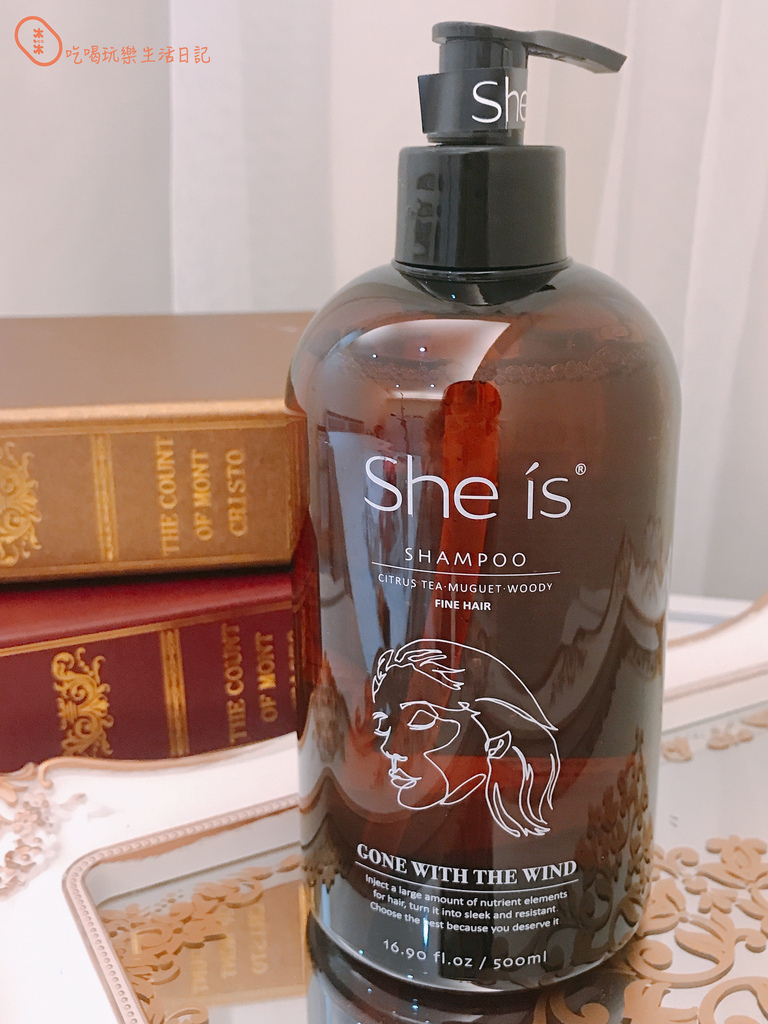 吃喝玩樂生活日記
She
She ís®
SHAMPOO
CITRUS TEA·MUGUET·WOODY
FINE HAIR
GONE WITH THE WIND
Inject a large amount of nutrient elements
for hair, turn it into sleek and resistant
Choose the best because you deserve it
16.90 fl.oz / 500ml
THE COUNT
OF MONT
CRISTO
THE COUNT
OF MONT